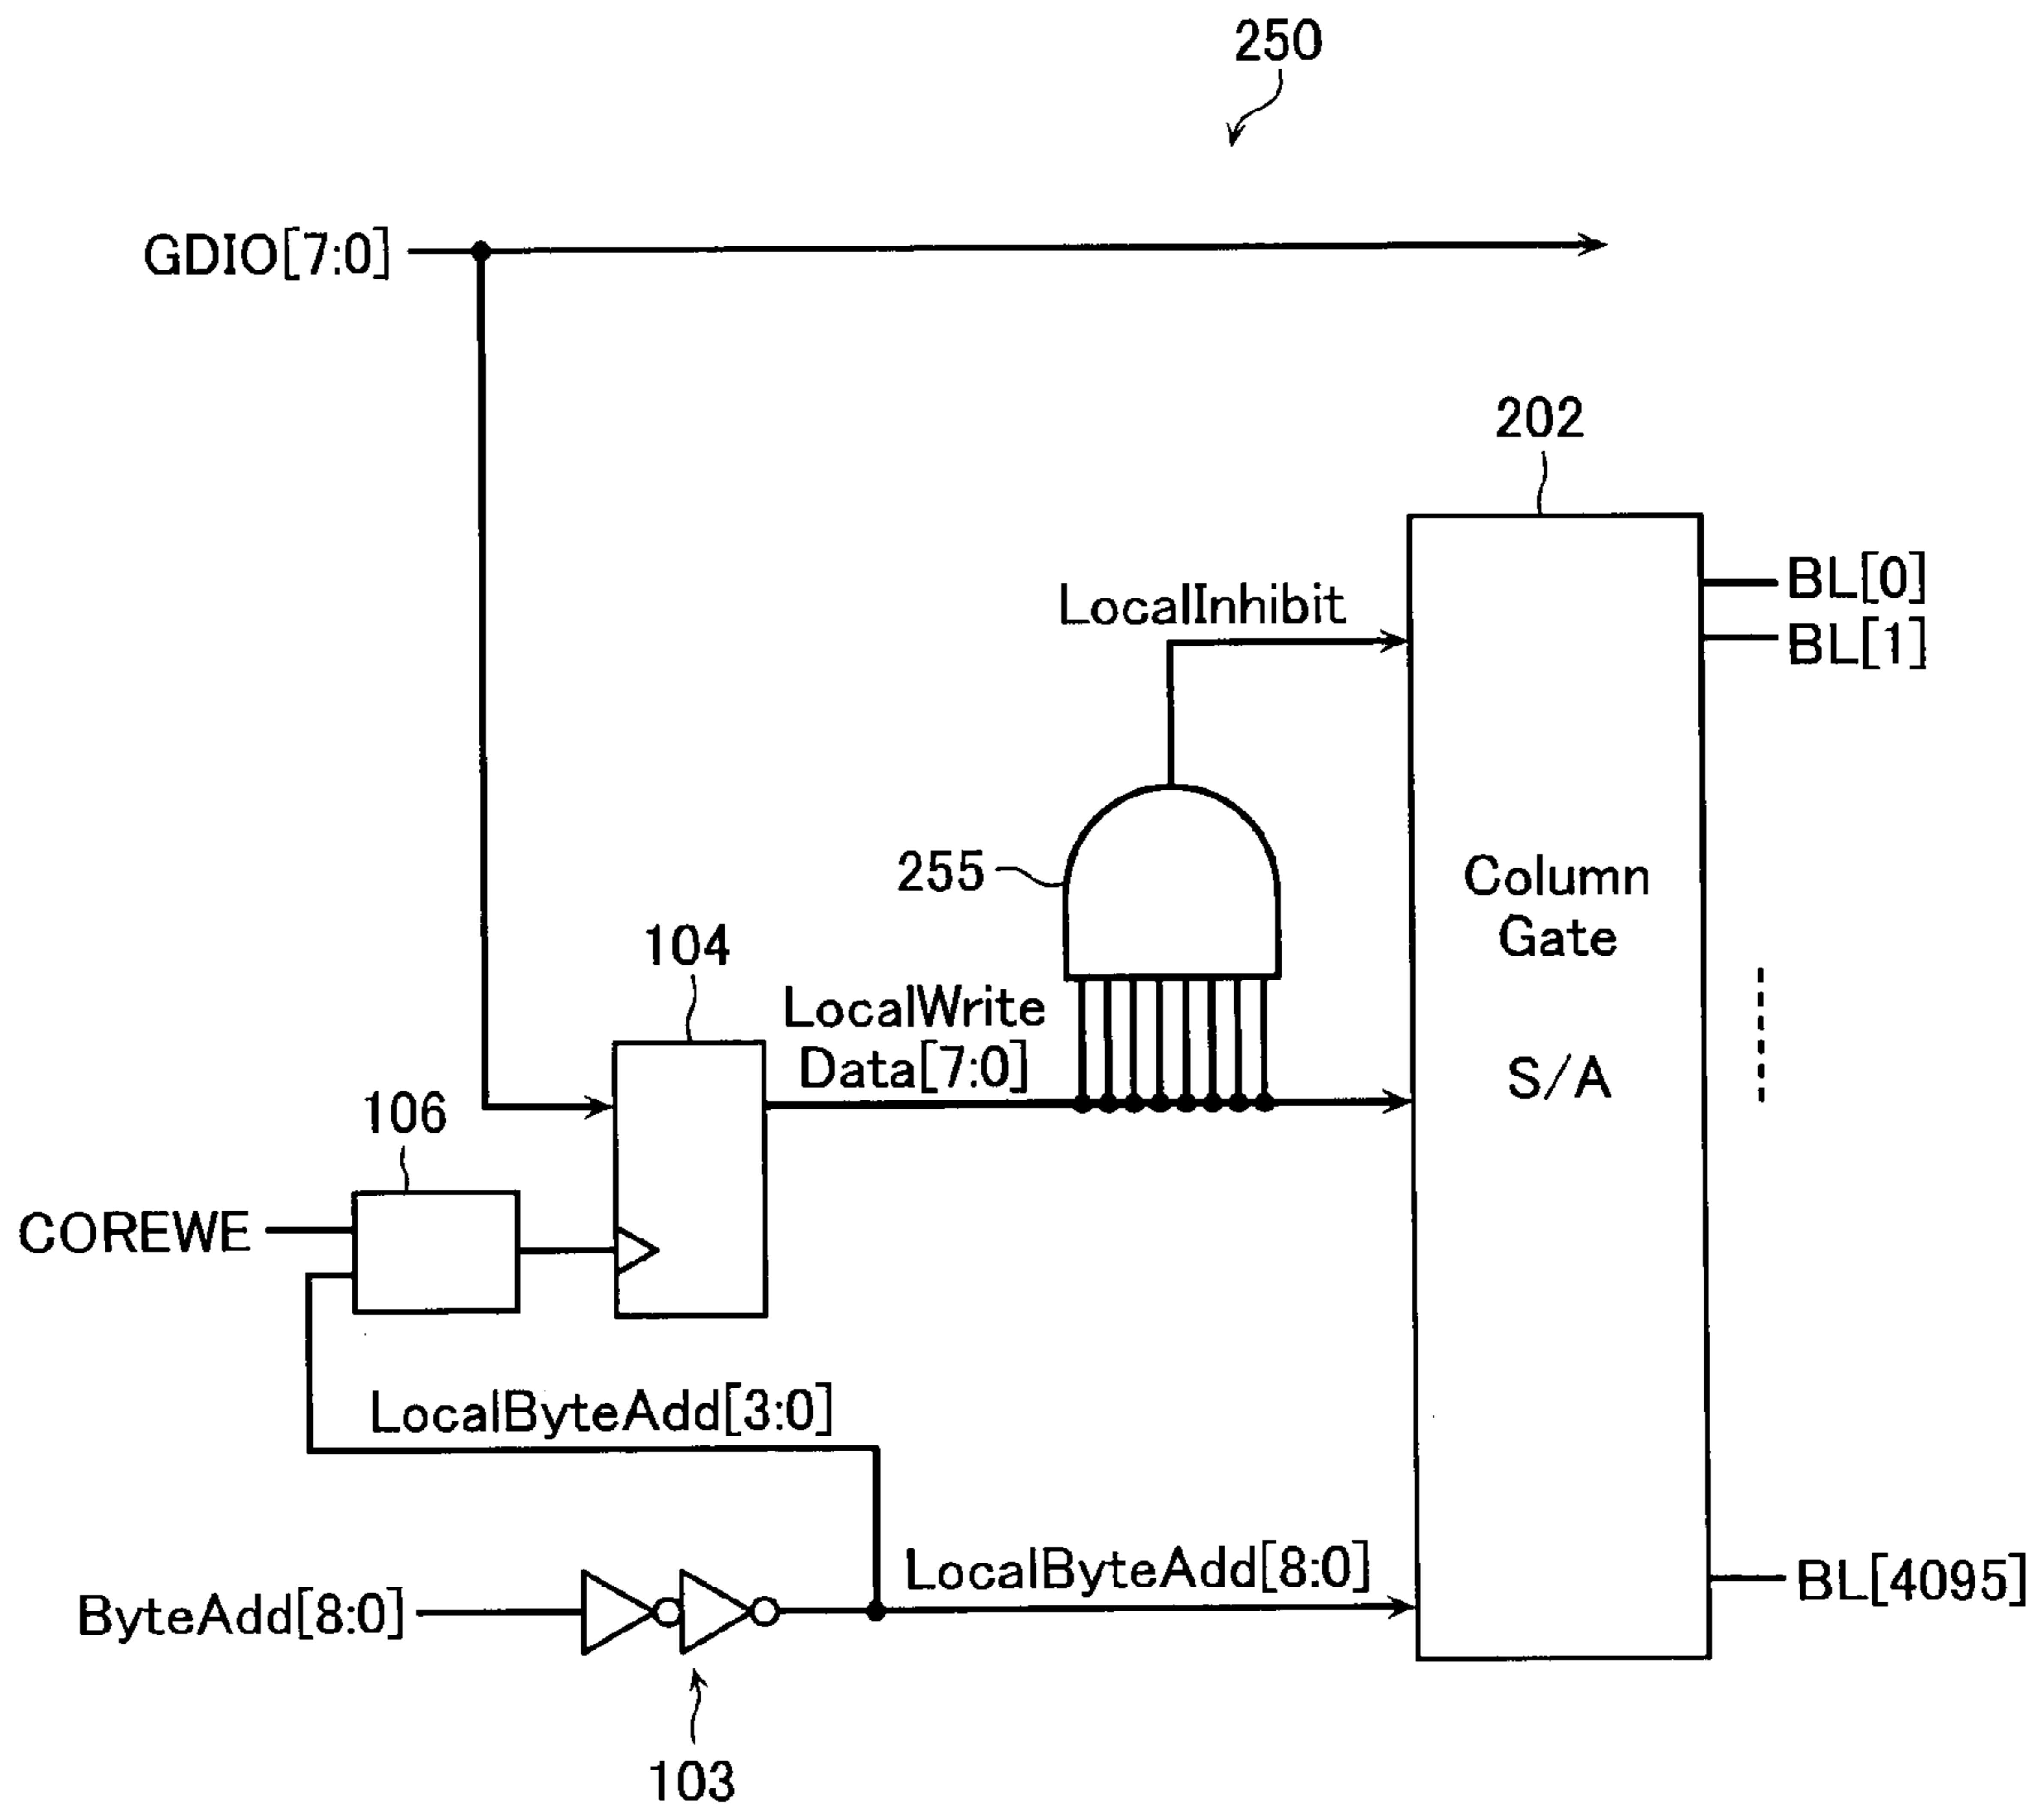 250
GDIO[7:0]
202
BL[0]
LocalInhibit
BL[1]
255
Column
Gate
104
LocalWrite
Data[7:0]
S/A
106
COREWE
LocalByteAdd[3:0]
LocalByteAdd[8:0]
BL[4095]
ByteAdd[8:0]
103